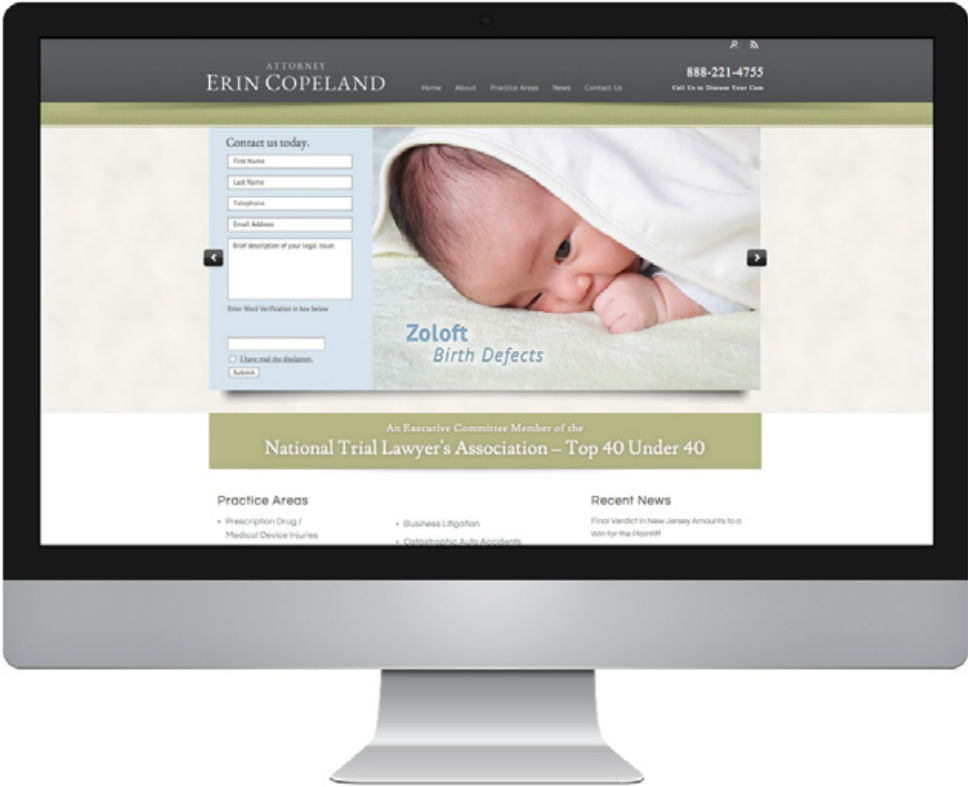 ATTORNEY
ERIN COPELAND
Home About Practice Areas News Contact Us
888-221-4755
Call Us to Discuss Your Case
Contact us today.
First Name
Last Name
Telephone
Email Address
Brief description of your legal issue:
Enter Word Verification in box below
I have read the disclaimer.
Submit
Zoloft
Birth Defects
An Executive Committee Member of the
National Trial Lawyer's Association – Top 40 Under 40
Practice Areas
• Prescription Drug /
Medical Device Injuries
• Business Litigation
• Catastrophic Auto Accidents
Recent News
Final Verdict in New Jersey Amounts to a
Win for the Plaintiff